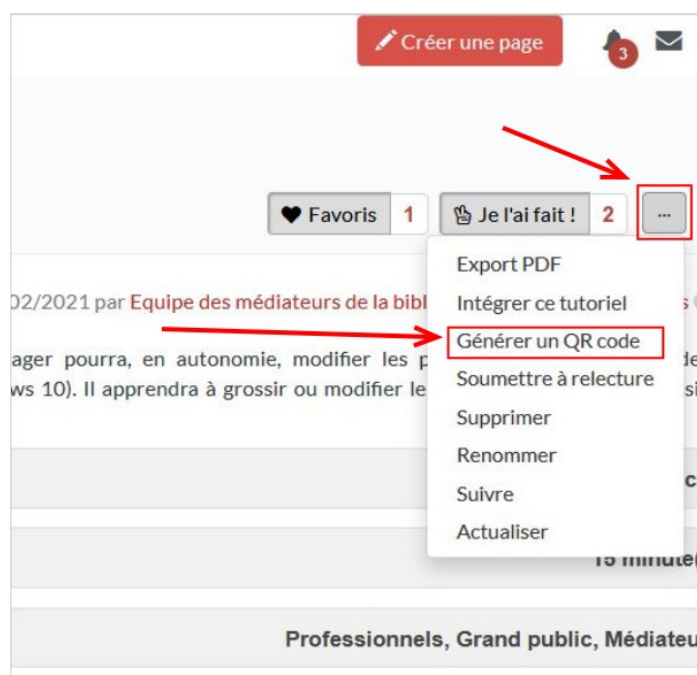 Créer une page
3
Favoris 1 Je l'ai fait ! 2 ...
Export PDF
02/2021 par Equipe des médiateurs de la bibl
Intégrer ce tutoriel
Générer un QR code
ager pourra, en autonomie, modifier les p
Soumettre à relecture
ws 10). Il apprendra à grossir ou modifier le
Supprimer
Renommer
Suivre
Actualiser
15 minute(
Professionnels, Grand public, Médiateu